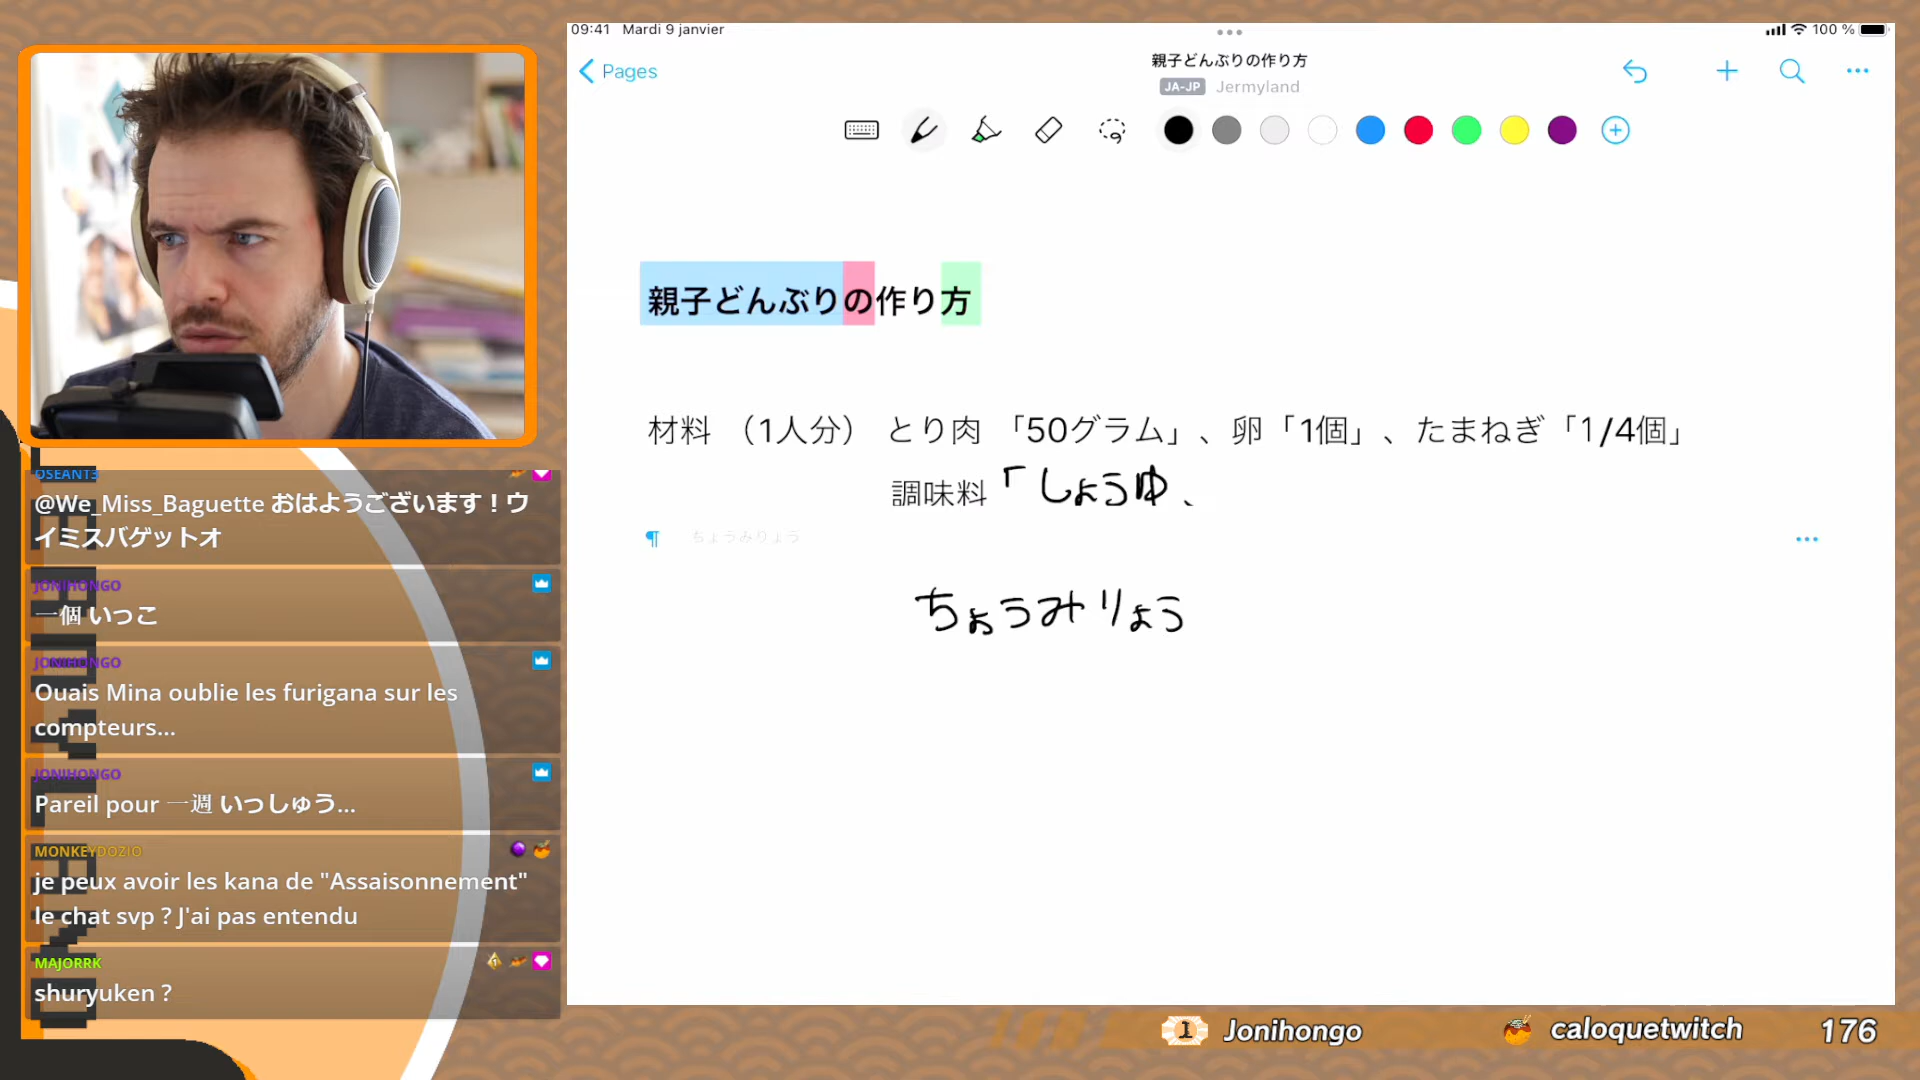 09:41 Mardi 9 janvier
100 %
Pages
親子どんぶりの作り方
JA-JP Jermyland
親子どんぶりの作り方
材料 （1人分） とり肉 「50グラム」、卵「1個」、たまねぎ「1/4個」
調味料「しょうゆ、
ちょうみりょう
ちょうみりょう
OSEANT3
@We_Miss_Baguette おはようございます！ウ
イミスバゲットオ
JONIHONGO
一個 いっこ
JONIHONGO
Ouais Mina oublie les furigana sur les
compteurs...
JONIHONGO
Pareil pour 一週 いっしゅう...
MONKEYDOZIO
je peux avoir les kana de "Assaisonnement"
le chat svp ? J'ai pas entendu
MAJORRK
shuryuken ?
1 Jonihongo
caloquetwitch
176